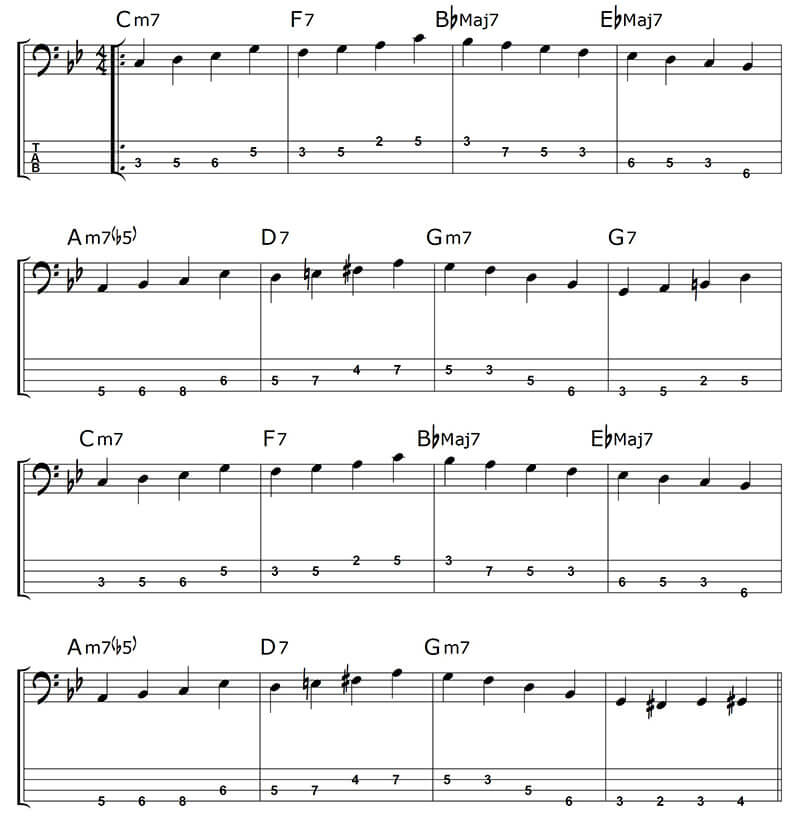 Cm7 F7 B♭Maj7 E♭Maj7
4
4
T 2 5 3
A 5 3 5 7 5 3
B 3 5 6 6 5 3
6
Am7(♭5) D7 Gm7 G7
4 7 5 3
6 5 7 5 2 5
5 6 8 6 3 5
Cm7 F7 B♭Maj7 E♭Maj7
2 5 3
5 3 5 7 5 3
3 5 6 6 5 3
6
Am7(♭5) D7 Gm7
4 7 5 3
6 5 7 5
5 6 8 6 3 2 3 4